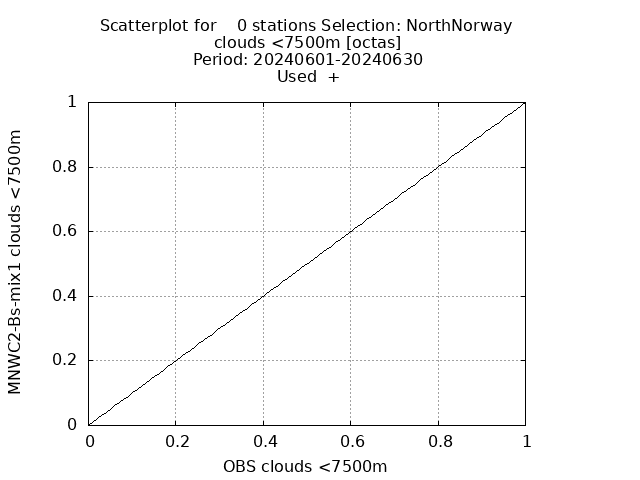 Scatterplot for    0 stations Selection: NorthNorway
clouds <7500m [octas]
Period: 20240601-20240630
Used  +
1
0.8
0.6
0.4
0.2
0
MNWC2-Bs-mix1 clouds <7500m
0 0.2 0.4 0.6 0.8 1
OBS clouds <7500m